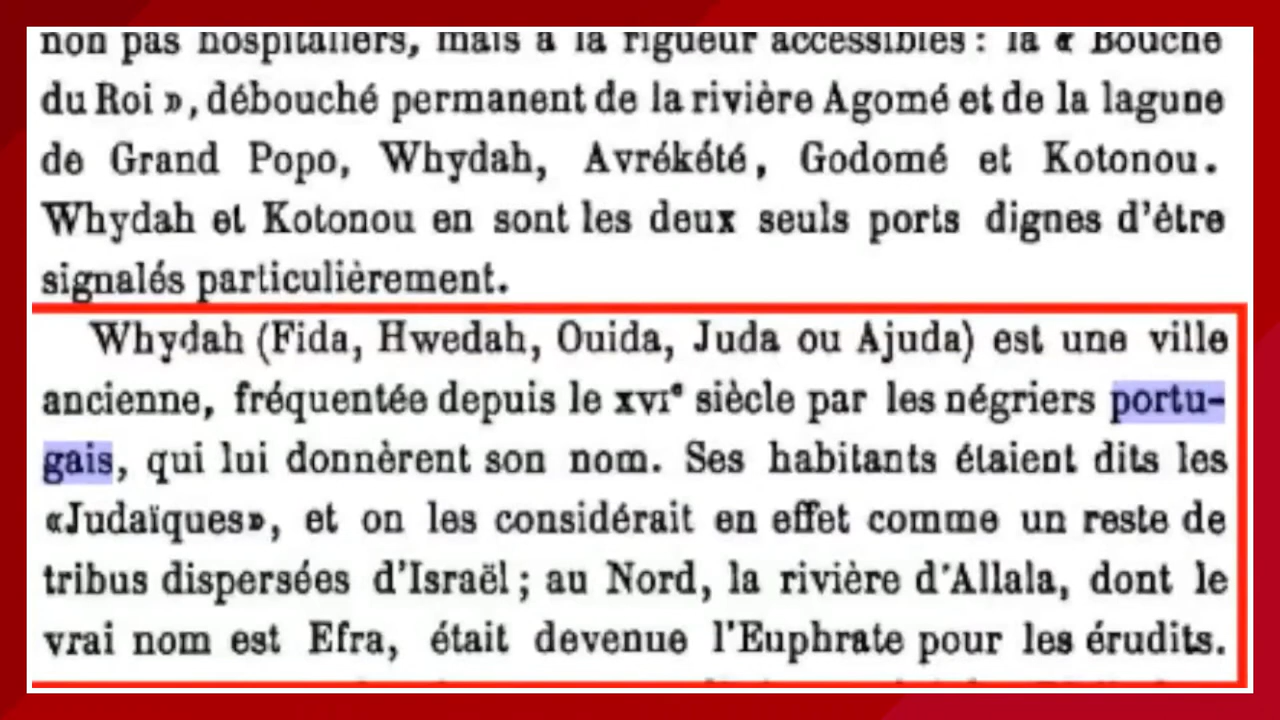 non pas hospitaliers, mais à la rigueur accessibles : la « Bouche
du Roi », débouché permanent de la rivière Agomé et de la lagune
de Grand Popo, Whydah, Avrékété, Godomé et Kotonou.
Whydah et Kotonou en sont les deux seuls ports dignes d'être
signalés particulièrement.
Whydah (Fida, Hwedah, Ouida, Juda ou Ajuda) est une ville
ancienne, fréquentée depuis le XVIe siècle par les négriers portu-
gais, qui lui donnèrent son nom. Ses habitants étaient dits les
«Judaïques», et on les considérait en effet comme un reste de
tribus dispersées d'Israël ; au Nord, la rivière d'Allala, dont le
vrai nom est Efra, était devenue l'Euphrate pour les érudits.